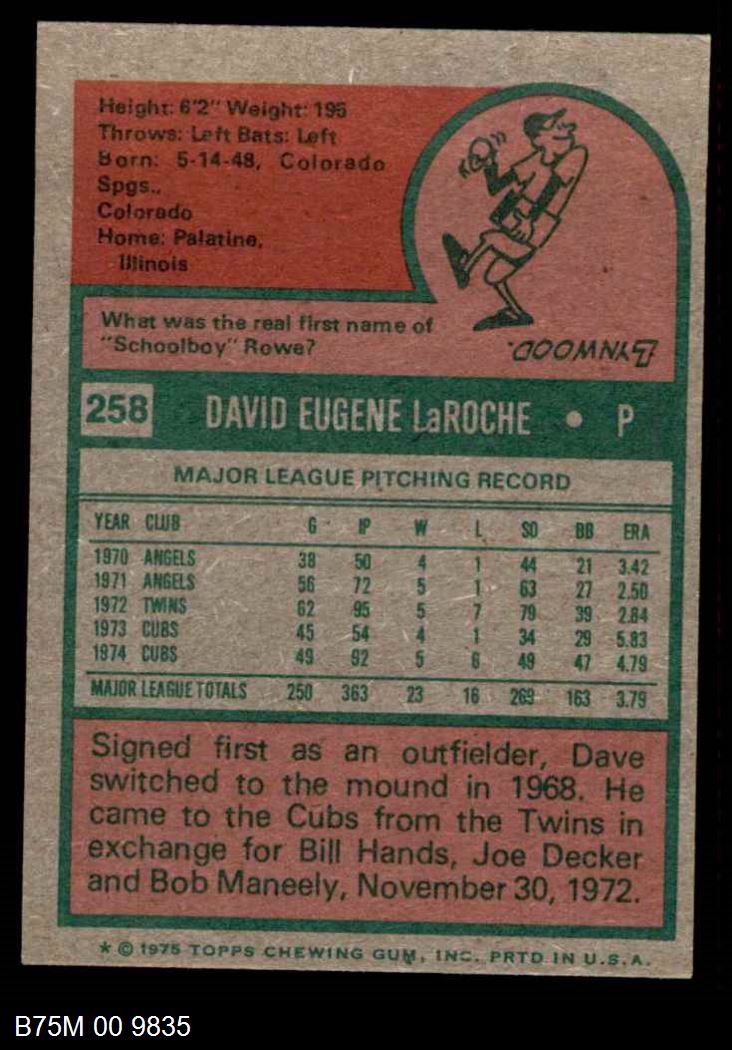 Height: 6'2" Weight: 195
Throws: Left Bats: Left
Born: 5-14-48, Colorado
Spgs.,
Colorado
Home: Palatine,
Illinois
What was the real first name of
"Schoolboy" Rowe?
LYNWOOD.
258 DAVID EUGENE LaROCHE • P
MAJOR LEAGUE PITCHING RECORD
YEAR CLUB G IP W L SO BB ERA
1970 ANGELS 38 50 4 1 44 21 3.42
1971 ANGELS 56 72 5 1 63 27 2.50
1972 TWINS 62 95 5 7 79 39 2.84
1973 CUBS 45 54 4 1 34 29 5.83
1974 CUBS 49 92 5 6 49 47 4.79
MAJOR LEAGUE TOTALS 250 363 23 16 269 163 3.79
Signed first as an outfielder, Dave
switched to the mound in 1968. He
came to the Cubs from the Twins in
exchange for Bill Hands, Joe Decker
and Bob Maneely, November 30, 1972.
* © 1975 TOPPS CHEWING GUM, INC. PRTD IN U.S.A.
B75M 00 9835